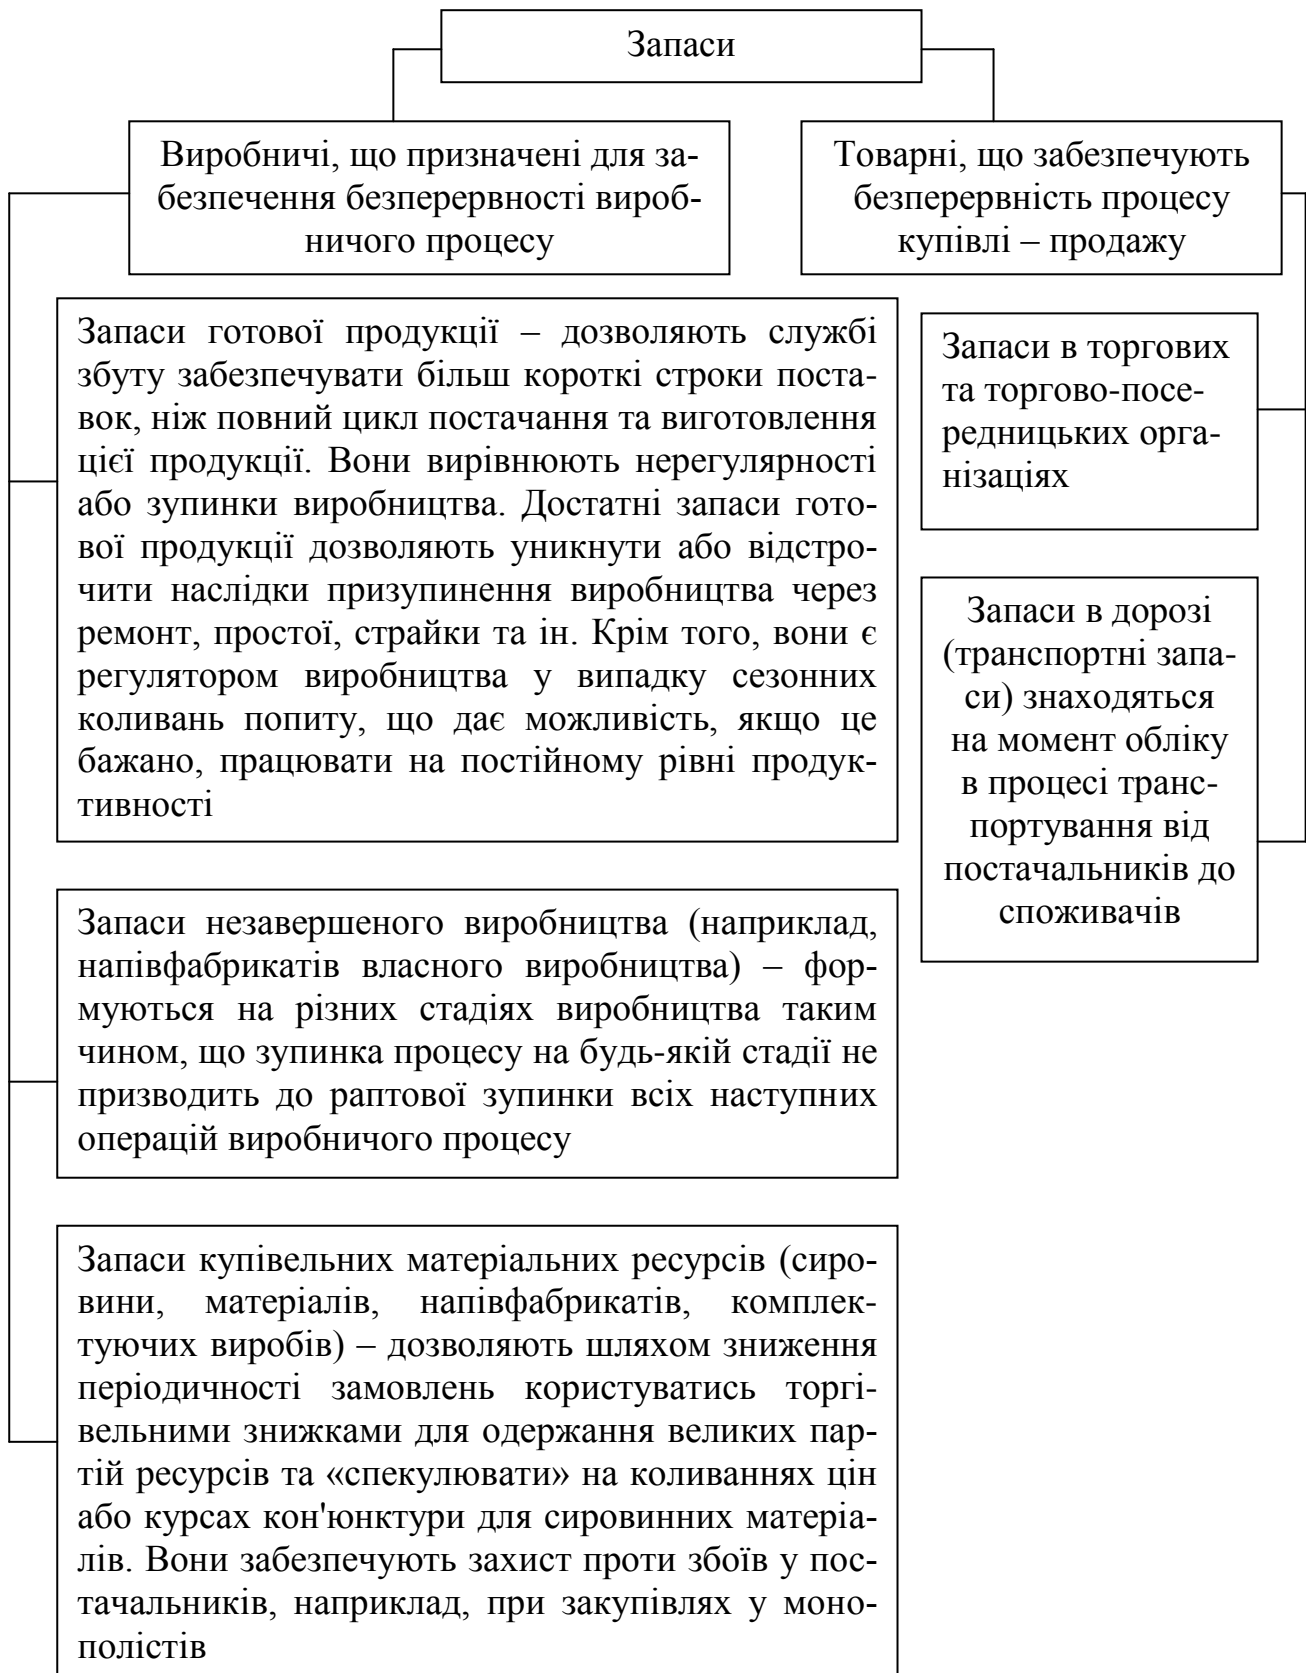 Запаси
Виробничі, що призначені для за-
безпечення безперервності вироб-
ничого процесу
Товарні, що забезпечують
безперервність процесу
купівлі – продажу
Запаси готової продукції – дозволяють службі
збуту забезпечувати більш короткі строки поста-
вок, ніж повний цикл постачання та виготовлення
цієї продукції. Вони вирівнюють нерегулярності
або зупинки виробництва. Достатні запаси гото-
вої продукції дозволяють уникнути або відстро-
чити наслідки призупинення виробництва через
ремонт, простої, страйки та ін. Крім того, вони є
регулятором виробництва у випадку сезонних
коливань попиту, що дає можливість, якщо це
бажано, працювати на постійному рівні продук-
тивності
Запаси незавершеного виробництва (наприклад,
напівфабрикатів власного виробництва) – фор-
муються на різних стадіях виробництва таким
чином, що зупинка процесу на будь-якій стадії не
призводить до раптової зупинки всіх наступних
операцій виробничого процесу
Запаси купівельних матеріальних ресурсів (сиро-
вини, матеріалів, напівфабрикатів, комплек-
туючих виробів) – дозволяють шляхом зниження
періодичності замовлень користуватись торгі-
вельними знижками для одержання великих пар-
тій ресурсів та «спекулювати» на коливаннях цін
або курсах кон'юнктури для сировинних матеріа-
лів. Вони забезпечують захист проти збоїв у пос-
тачальників, наприклад, при закупівлях у моно-
полістів
Запаси в торгових
та торгово-посе-
редницьких орга-
нізаціях
Запаси в дорозі
(транспортні запа-
си) знаходяться
на момент обліку
в процесі транс-
портування від
постачальників до
споживачів